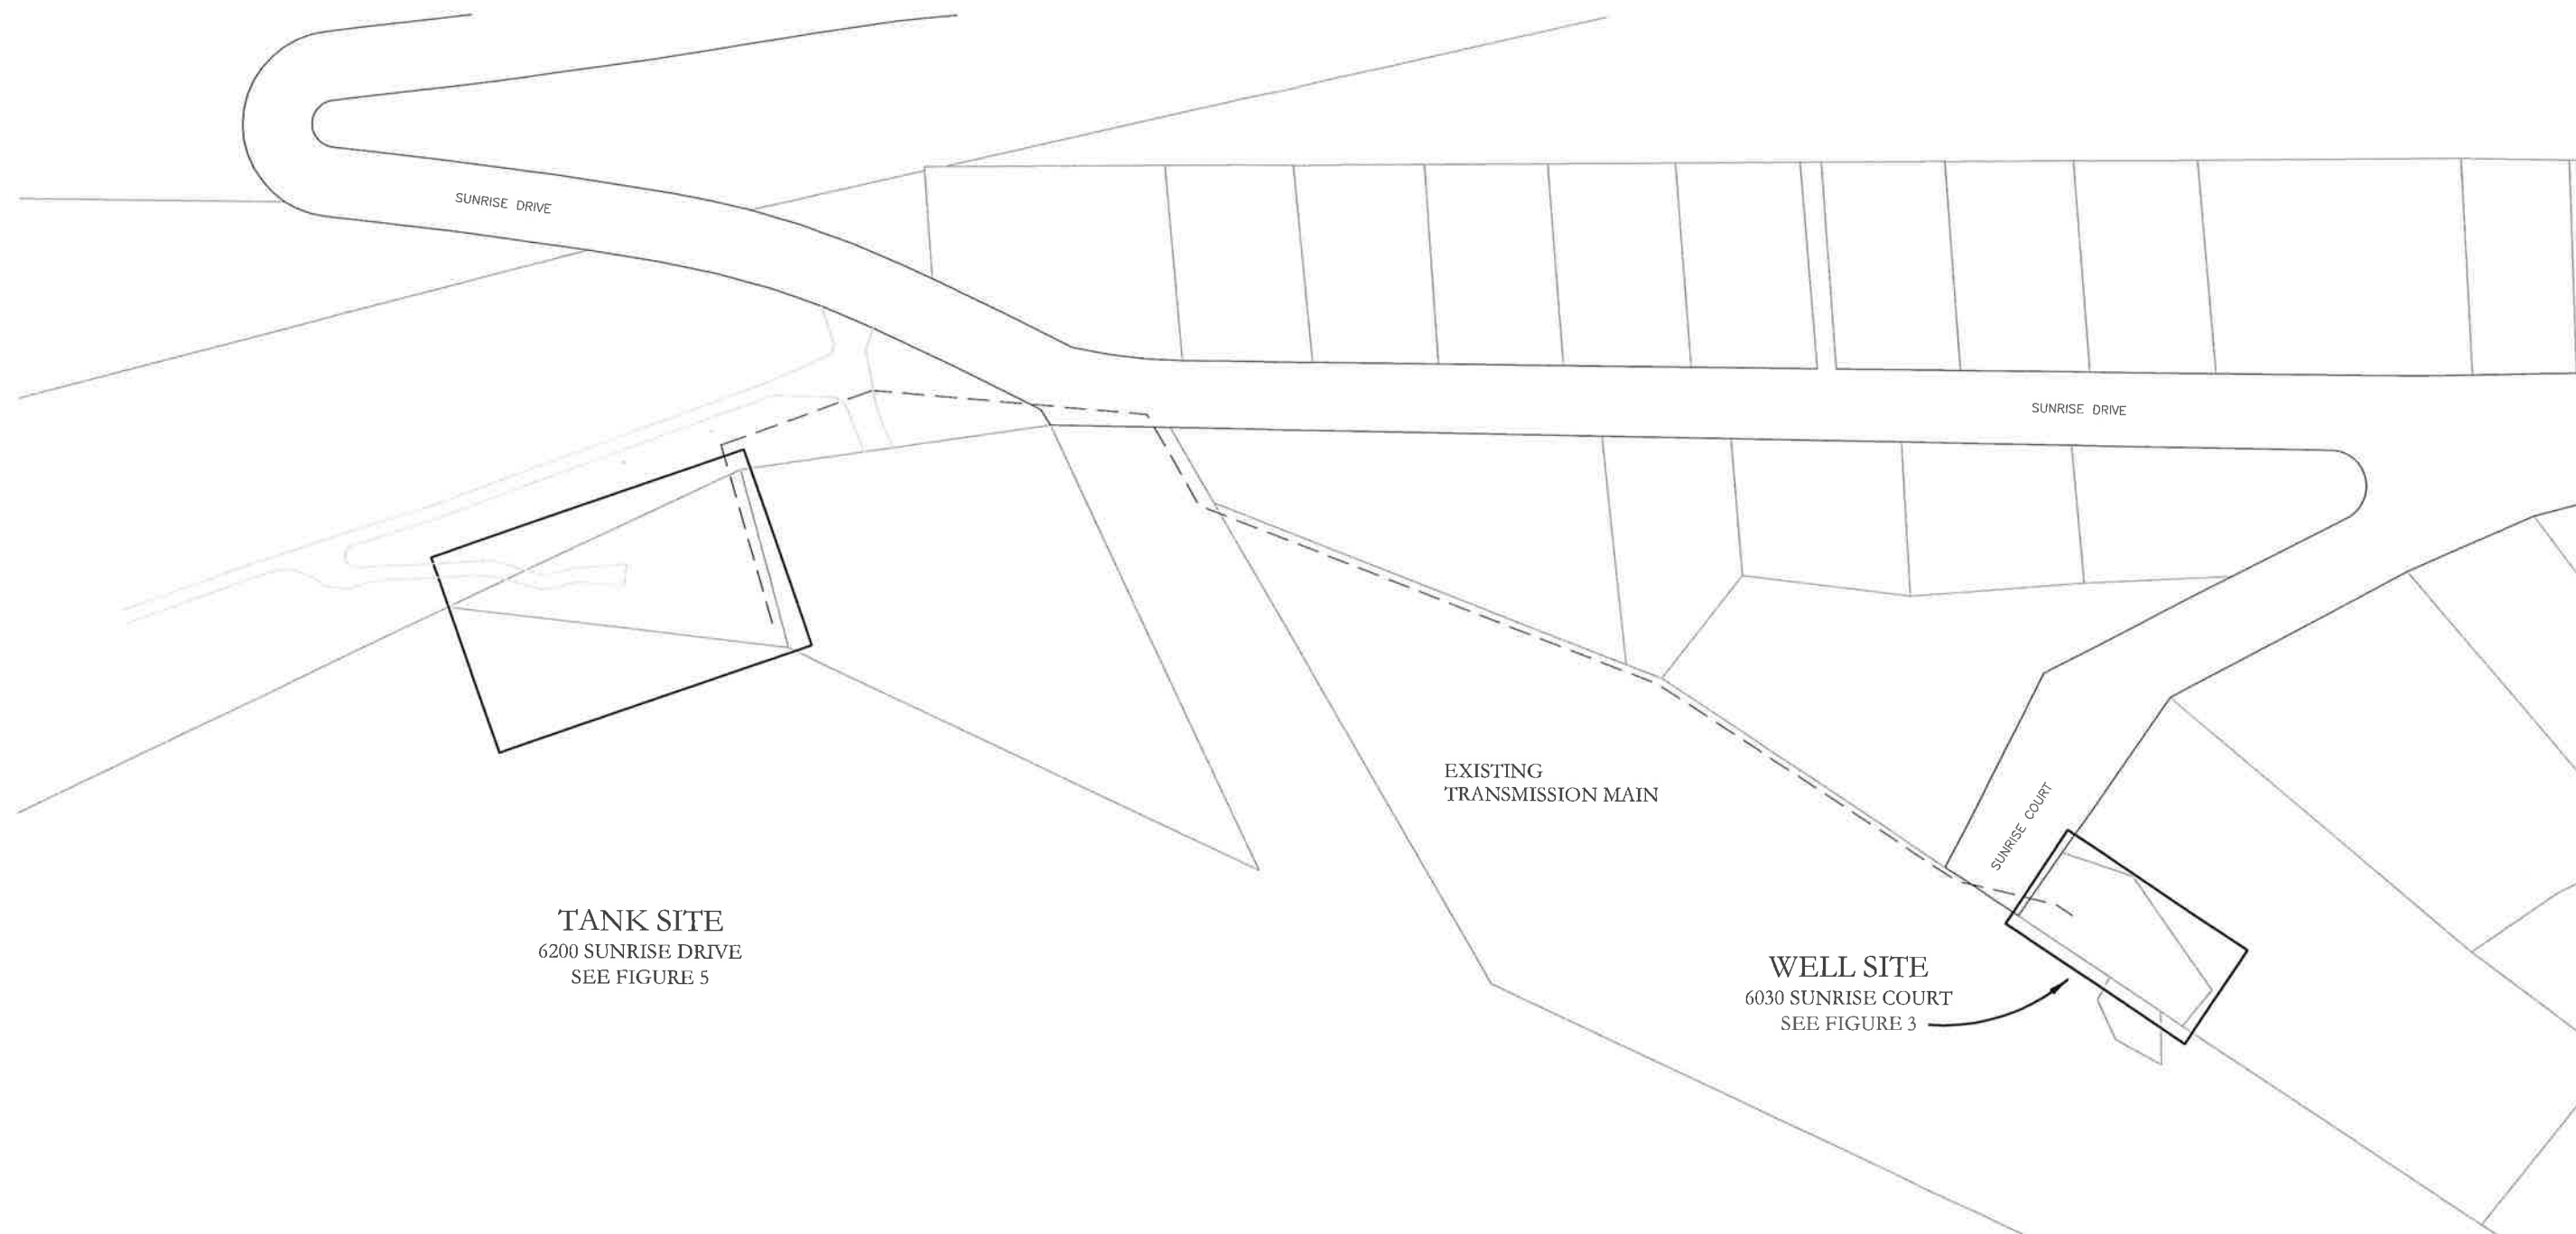 SUNRISE DRIVE
SUNRISE DRIVE
EXISTING
TRANSMISSION MAIN
SUNRISE COURT
TANK SITE
6200 SUNRISE DRIVE
SEE FIGURE 5
WELL SITE
6030 SUNRISE COURT
SEE FIGURE 3